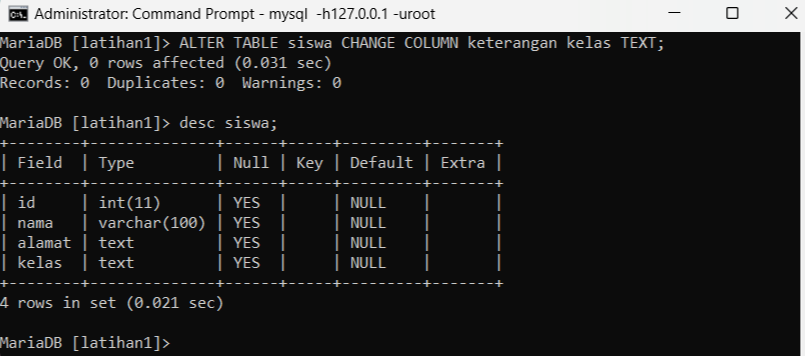 Administrator: Command Prompt - mysql  -h127.0.0.1 -uroot
MariaDB [latihan1]> ALTER TABLE siswa CHANGE COLUMN keterangan kelas TEXT;
Query OK, 0 rows affected (0.031 sec)
Records: 0  Duplicates: 0  Warnings: 0
MariaDB [latihan1]> desc siswa;
+--------+--------------+------+-----+---------+-------+
| Field  | Type         | Null | Key | Default | Extra |
+--------+--------------+------+-----+---------+-------+
| id     | int(11)      | YES  |     | NULL    |       |
| nama   | varchar(100) | YES  |     | NULL    |       |
| alamat | text         | YES  |     | NULL    |       |
| kelas  | text         | YES  |     | NULL    |       |
+--------+--------------+------+-----+---------+-------+
4 rows in set (0.021 sec)
MariaDB [latihan1]>